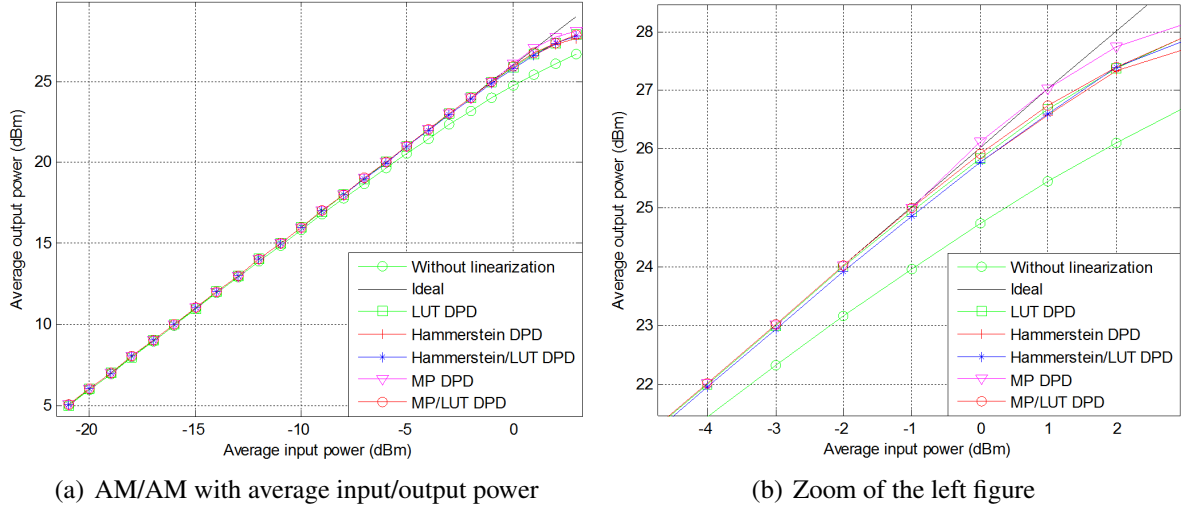 25
20
15
10
5
-20
-15
-10
-5
0
Average output power (dBm)
Average input power (dBm)
Without linearization
Ideal
LUT DPD
Hammerstein DPD
Hammerstein/LUT DPD
MP DPD
MP/LUT DPD
(a) AM/AM with average input/output power
28
27
26
25
24
23
22
-4
-3
-2
-1
0
1
2
Average output power (dBm)
Average input power (dBm)
Without linearization
Ideal
LUT DPD
Hammerstein DPD
Hammerstein/LUT DPD
MP DPD
MP/LUT DPD
(b) Zoom of the left figure